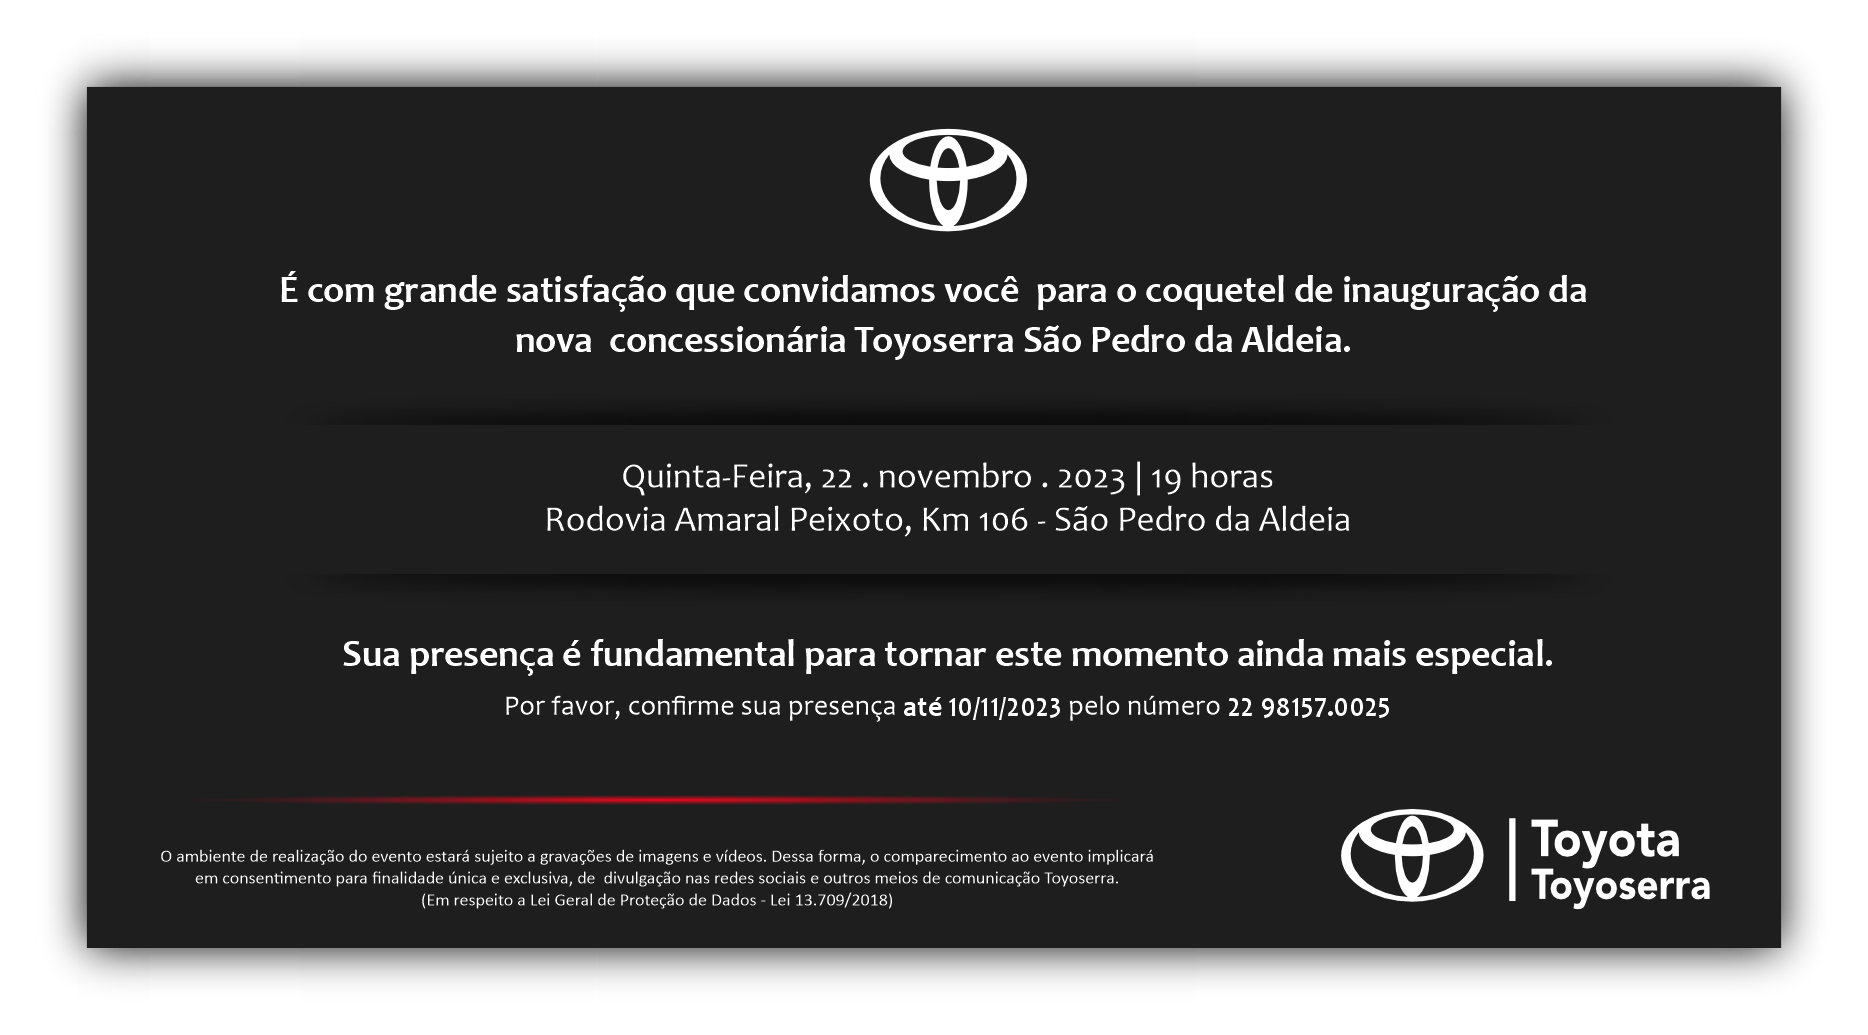 É com grande satisfação que convidamos você  para o coquetel de inauguração da
nova  concessionária Toyoserra São Pedro da Aldeia.
Quinta-Feira, 22 . novembro . 2023 | 19 horas
Rodovia Amaral Peixoto, Km 106 - São Pedro da Aldeia
Sua presença é fundamental para tornar este momento ainda mais especial.
Por favor, confirme sua presença até 10/11/2023 pelo número 22 98157.0025
O ambiente de realização do evento estará sujeito a gravações de imagens e vídeos. Dessa forma, o comparecimento ao evento implicará
em consentimento para finalidade única e exclusiva, de  divulgação nas redes sociais e outros meios de comunicação Toyoserra.
(Em respeito a Lei Geral de Proteção de Dados - Lei 13.709/2018)
Toyota
Toyoserra